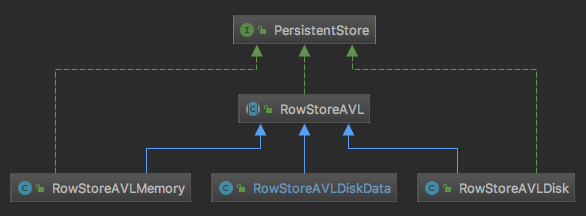 I PersistentStore
C RowStoreAVL
C RowStoreAVLMemory
C RowStoreAVLDiskData
C RowStoreAVLDisk